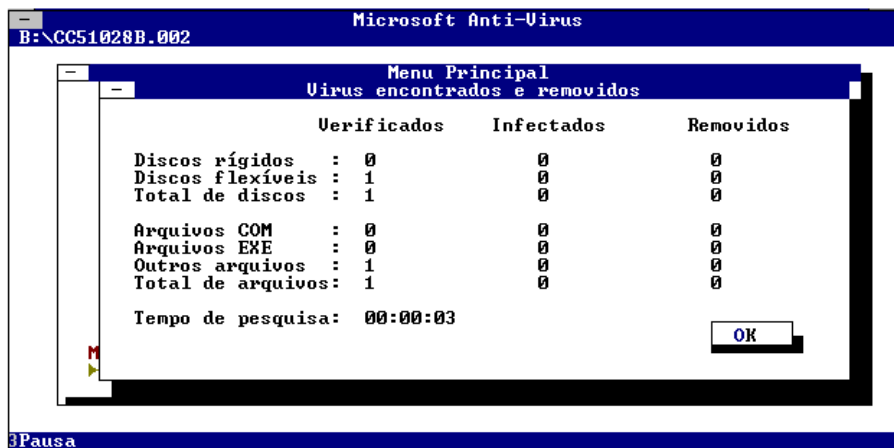 Microsoft Anti-Virus
B:\CC51028B.002
Menu Principal
Virus encontrados e removidos
Verificados Infectados Removidos
Discos rígidos : 0 0 0
Discos flexíveis : 1 0 0
Total de discos : 1 0 0
Arquivos COM : 0 0 0
Arquivos EXE : 0 0 0
Outros arquivos : 1 0 0
Total de arquivos: 1 0 0
Tempo de pesquisa: 00:00:03
OK
M
3Pausa